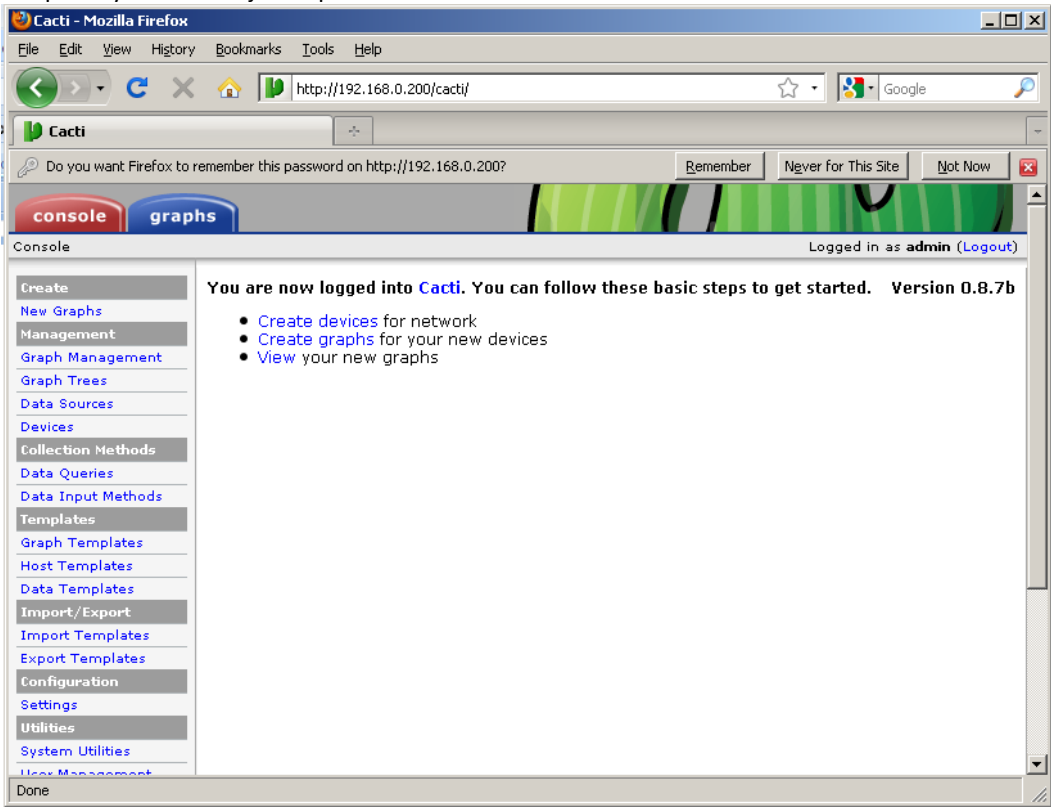 Cacti - Mozilla Firefox
File Edit View History Bookmarks Tools Help
http://192.168.0.200/cacti/
Google
Cacti
Do you want Firefox to remember this password on http://192.168.0.200?
Remember Never for This Site Not Now
console graphs
Console
Logged in as admin (Logout)
Create
New Graphs
Management
Graph Management
Graph Trees
Data Sources
Devices
Collection Methods
Data Queries
Data Input Methods
Templates
Graph Templates
Host Templates
Data Templates
Import/Export
Import Templates
Export Templates
Configuration
Settings
Utilities
System Utilities
User Management
You are now logged into Cacti. You can follow these basic steps to get started. Version 0.8.7b
Create devices for network
Create graphs for your new devices
View your new graphs
Done